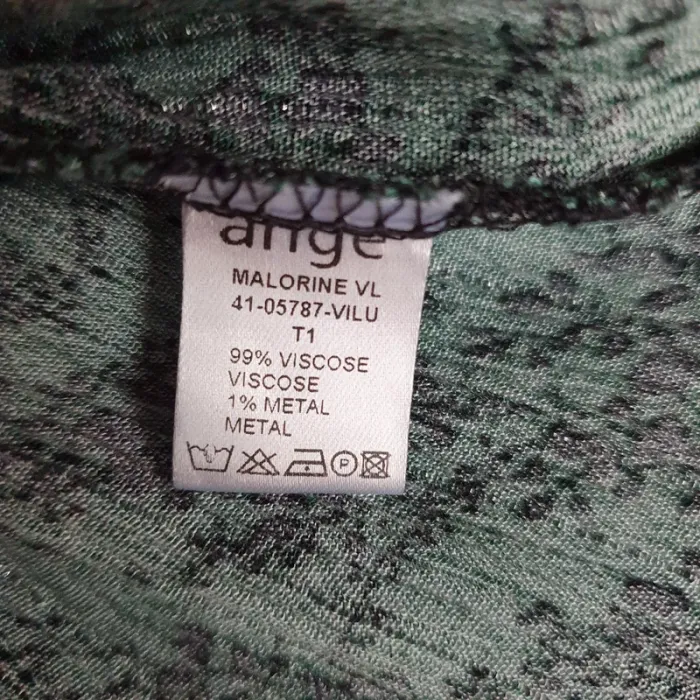 ange
MALORINE VL
41-05787-VILU
T1
99% VISCOSE
VISCOSE
1% METAL
METAL
P